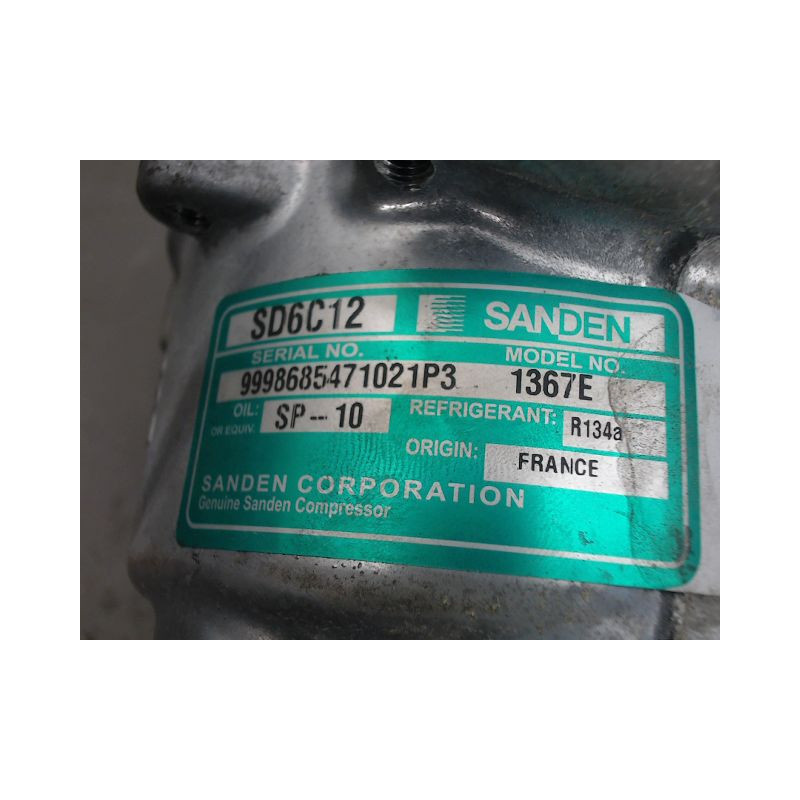 SD6C12 SANDEN
SERIAL NO. MODEL NO.
9998685471021P3 1367E
OIL: SP--10 REFRIGERANT: R134a
OR EQUIV.
ORIGIN: FRANCE
SANDEN CORPORATION
Genuine Sanden Compressor